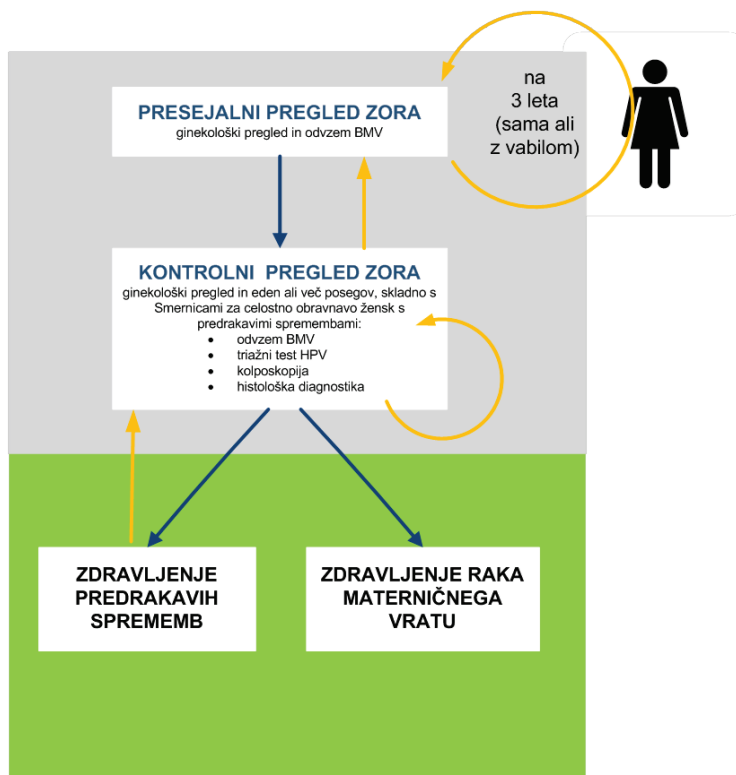 PRESEJALNI PREGLED ZORA
ginekološki pregled in odvzem BMV
na
3 leta
(sama ali
z vabilom)
KONTROLNI PREGLED ZORA
ginekološki pregled in eden ali več posegov, skladno s
Smernicami za celostno obravnavo žensk s
predrakavimi spremembami:
• odvzem BMV
• triažni test HPV
• kolposkopija
• histološka diagnostika
ZDRAVLJENJE
PREDRAKAVIH
SPREMEMB
ZDRAVLJENJE RAKA
MATERNIČNEGA
VRATU